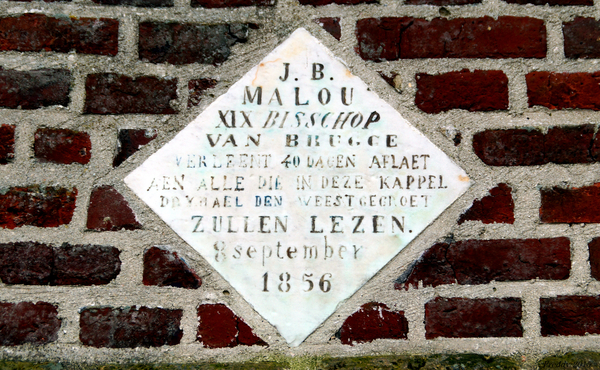 J. B.
MALOU
XIX BISSCHOP
VAN BRUGGE
VERLEENT 40 DAGEN AFLAET
AEN ALLE DIE IN DEZE KAPPEL
DRYMAEL DEN WEESTGEGROET
ZULLEN LEZEN.
8 september
1856